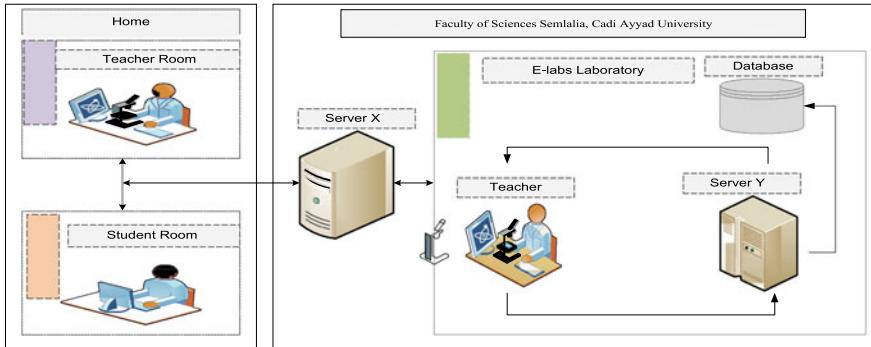 Home
Teacher Room
Student Room
Faculty of Sciences Semlalia, Cadi Ayyad University
Server X
E-labs Laboratory
Database
Teacher
Server Y